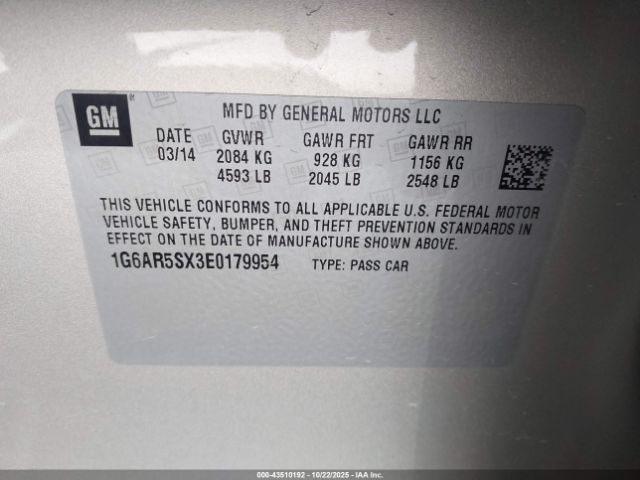 GM
MFD BY GENERAL MOTORS LLC
DATE GVWR GAWR FRT GAWR RR
03/14 2084 KG 928 KG 1156 KG
4593 LB 2045 LB 2548 LB
THIS VEHICLE CONFORMS TO ALL APPLICABLE U.S. FEDERAL MOTOR
VEHICLE SAFETY, BUMPER, AND THEFT PREVENTION STANDARDS IN
EFFECT ON THE DATE OF MANUFACTURE SHOWN ABOVE.
1G6AR5SX3E0179954 TYPE: PASS CAR
000-43510192 - 10/22/2025 - IAA Inc.